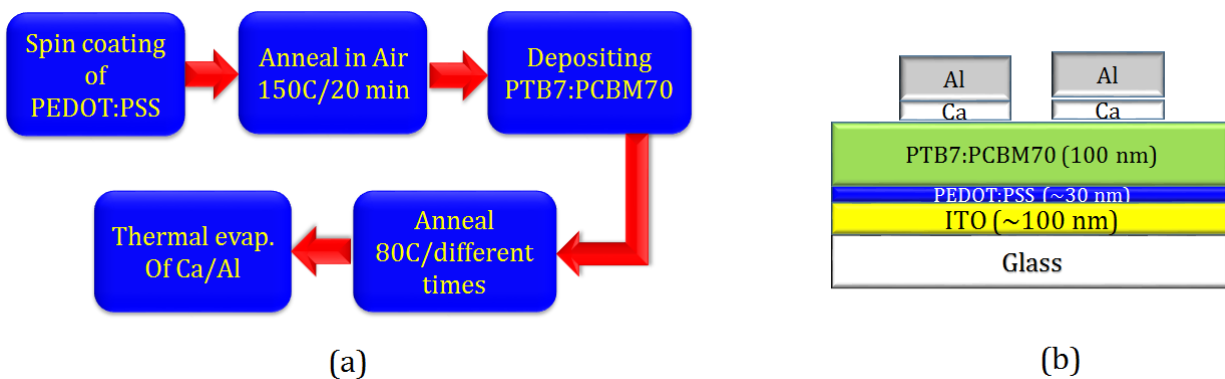 Spin coating
of
PEDOT:PSS
Anneal in Air
150C/20 min
Depositing
PTB7:PCBM70
Anneal
80C/different
times
Thermal evap.
Of Ca/Al
(a)
Al
Al
Ca
Ca
PTB7:PCBM70 (100 nm)
PEDOT:PSS (~30 nm)
ITO (~100 nm)
Glass
(b)